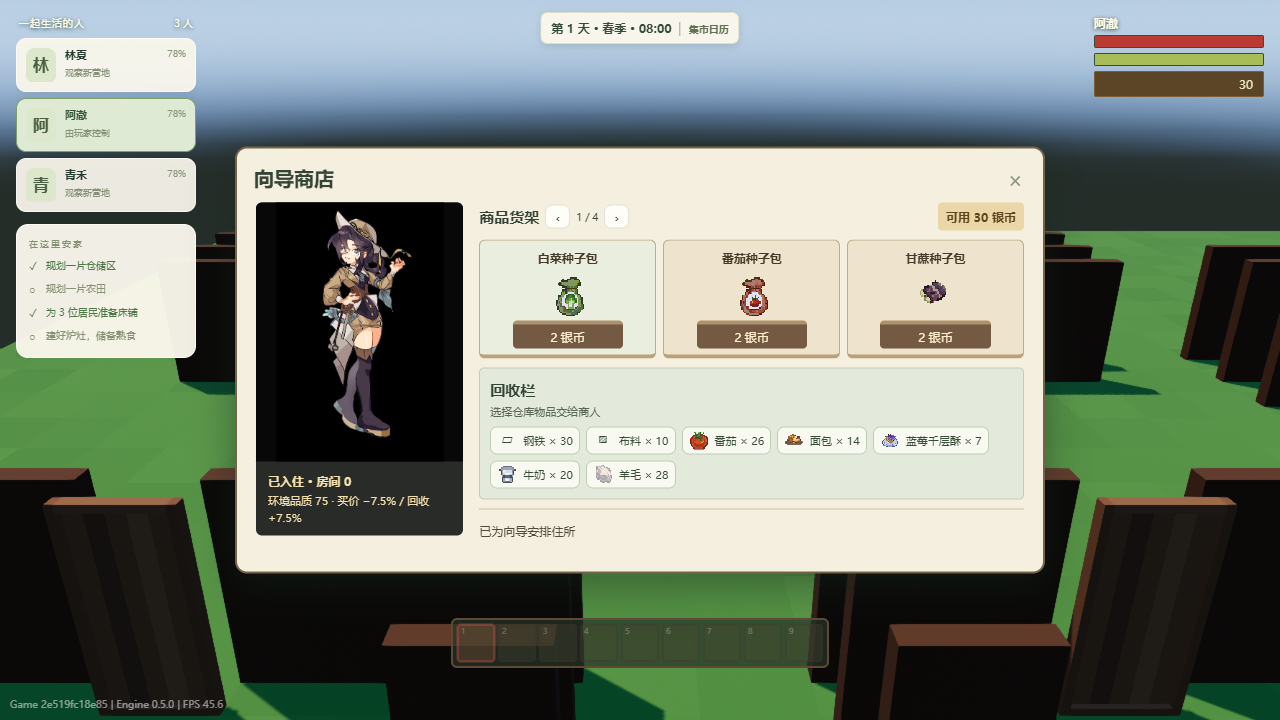 一起生活的人 3 人
林
林夏 78%
观察新营地
阿
阿澈 78%
由玩家控制
青
青禾 78%
观察新营地
在这里安家
✓ 规划一片仓储区
○ 规划一片农田
✓ 为 3 位居民准备床铺
○ 建好炉灶，储备熟食
第 1 天 • 春季 • 08:00 | 集市日历
阿澈
30
向导商店
×
商品货架 ‹ 1 / 4 ›
可用 30 银币
白菜种子包
2 银币
番茄种子包
2 银币
甘蔗种子包
2 银币
回收栏
选择仓库物品交给商人
钢铁 × 30
布料 × 10
番茄 × 26
面包 × 14
蓝莓千层酥 × 7
牛奶 × 20
羊毛 × 28
已为向导安排住所
已入住 • 房间 0
环境品质 75 · 买价 −7.5% / 回收
+7.5%
1 2 3 4 5 6 7 8 9
Game 2e519fc18e85 | Engine 0.5.0 | FPS 45.6